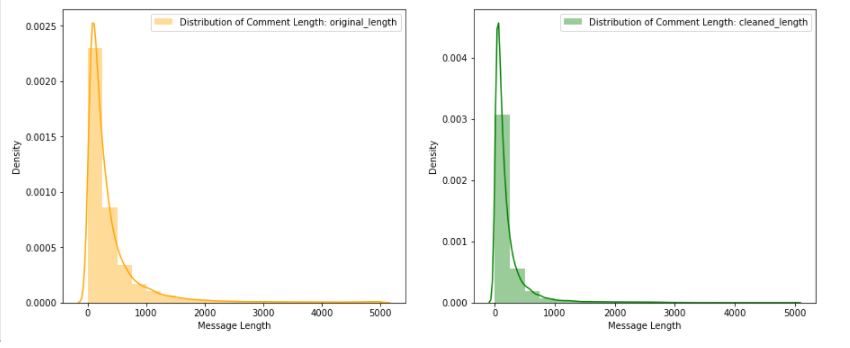 Distribution of Comment Length: original_length
0.0025
0.0020
0.0015
0.0010
0.0005
0.0000
Density
0 1000 2000 3000 4000 5000
Message Length
Distribution of Comment Length: cleaned_length
0.004
0.003
0.002
0.001
0.000
Density
0 1000 2000 3000 4000 5000
Message Length